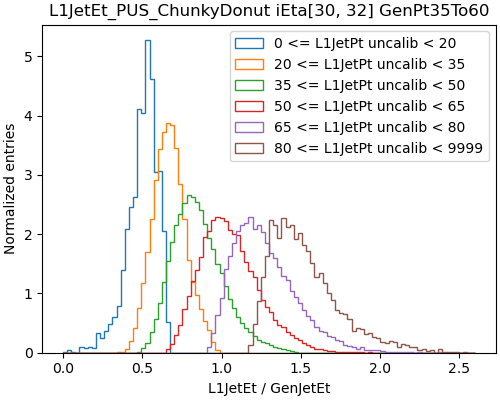 L1JetEt_PUS_ChunkyDonut iEta[30, 32] GenPt35To60
0 <= L1JetPt uncalib < 20
20 <= L1JetPt uncalib < 35
35 <= L1JetPt uncalib < 50
50 <= L1JetPt uncalib < 65
65 <= L1JetPt uncalib < 80
80 <= L1JetPt uncalib < 9999
Normalized entries
5
4
3
2
1
0
0.0 0.5 1.0 1.5 2.0 2.5
L1JetEt / GenJetEt